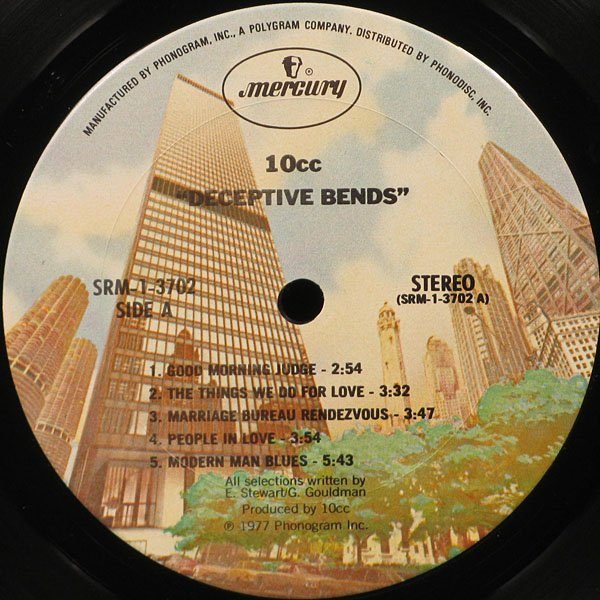 MANUFACTURED BY PHONOGRAM, INC., A POLYGRAM COMPANY. DISTRIBUTED BY PHONODISC, INC.
®
mercury
10cc
"DECEPTIVE BENDS"
SRM-1-3702
SIDE A
STEREO
(SRM-1-3702 A)
1. GOOD MORNING JUDGE - 2:54
2. THE THINGS WE DO FOR LOVE - 3:32
3. MARRIAGE BUREAU RENDEZVOUS - 3:47
4. PEOPLE IN LOVE - 3:54
5. MODERN MAN BLUES - 5:43
All selections written by
E. Stewart/G. Gouldman
Produced by 10cc
℗ 1977 Phonogram Inc.